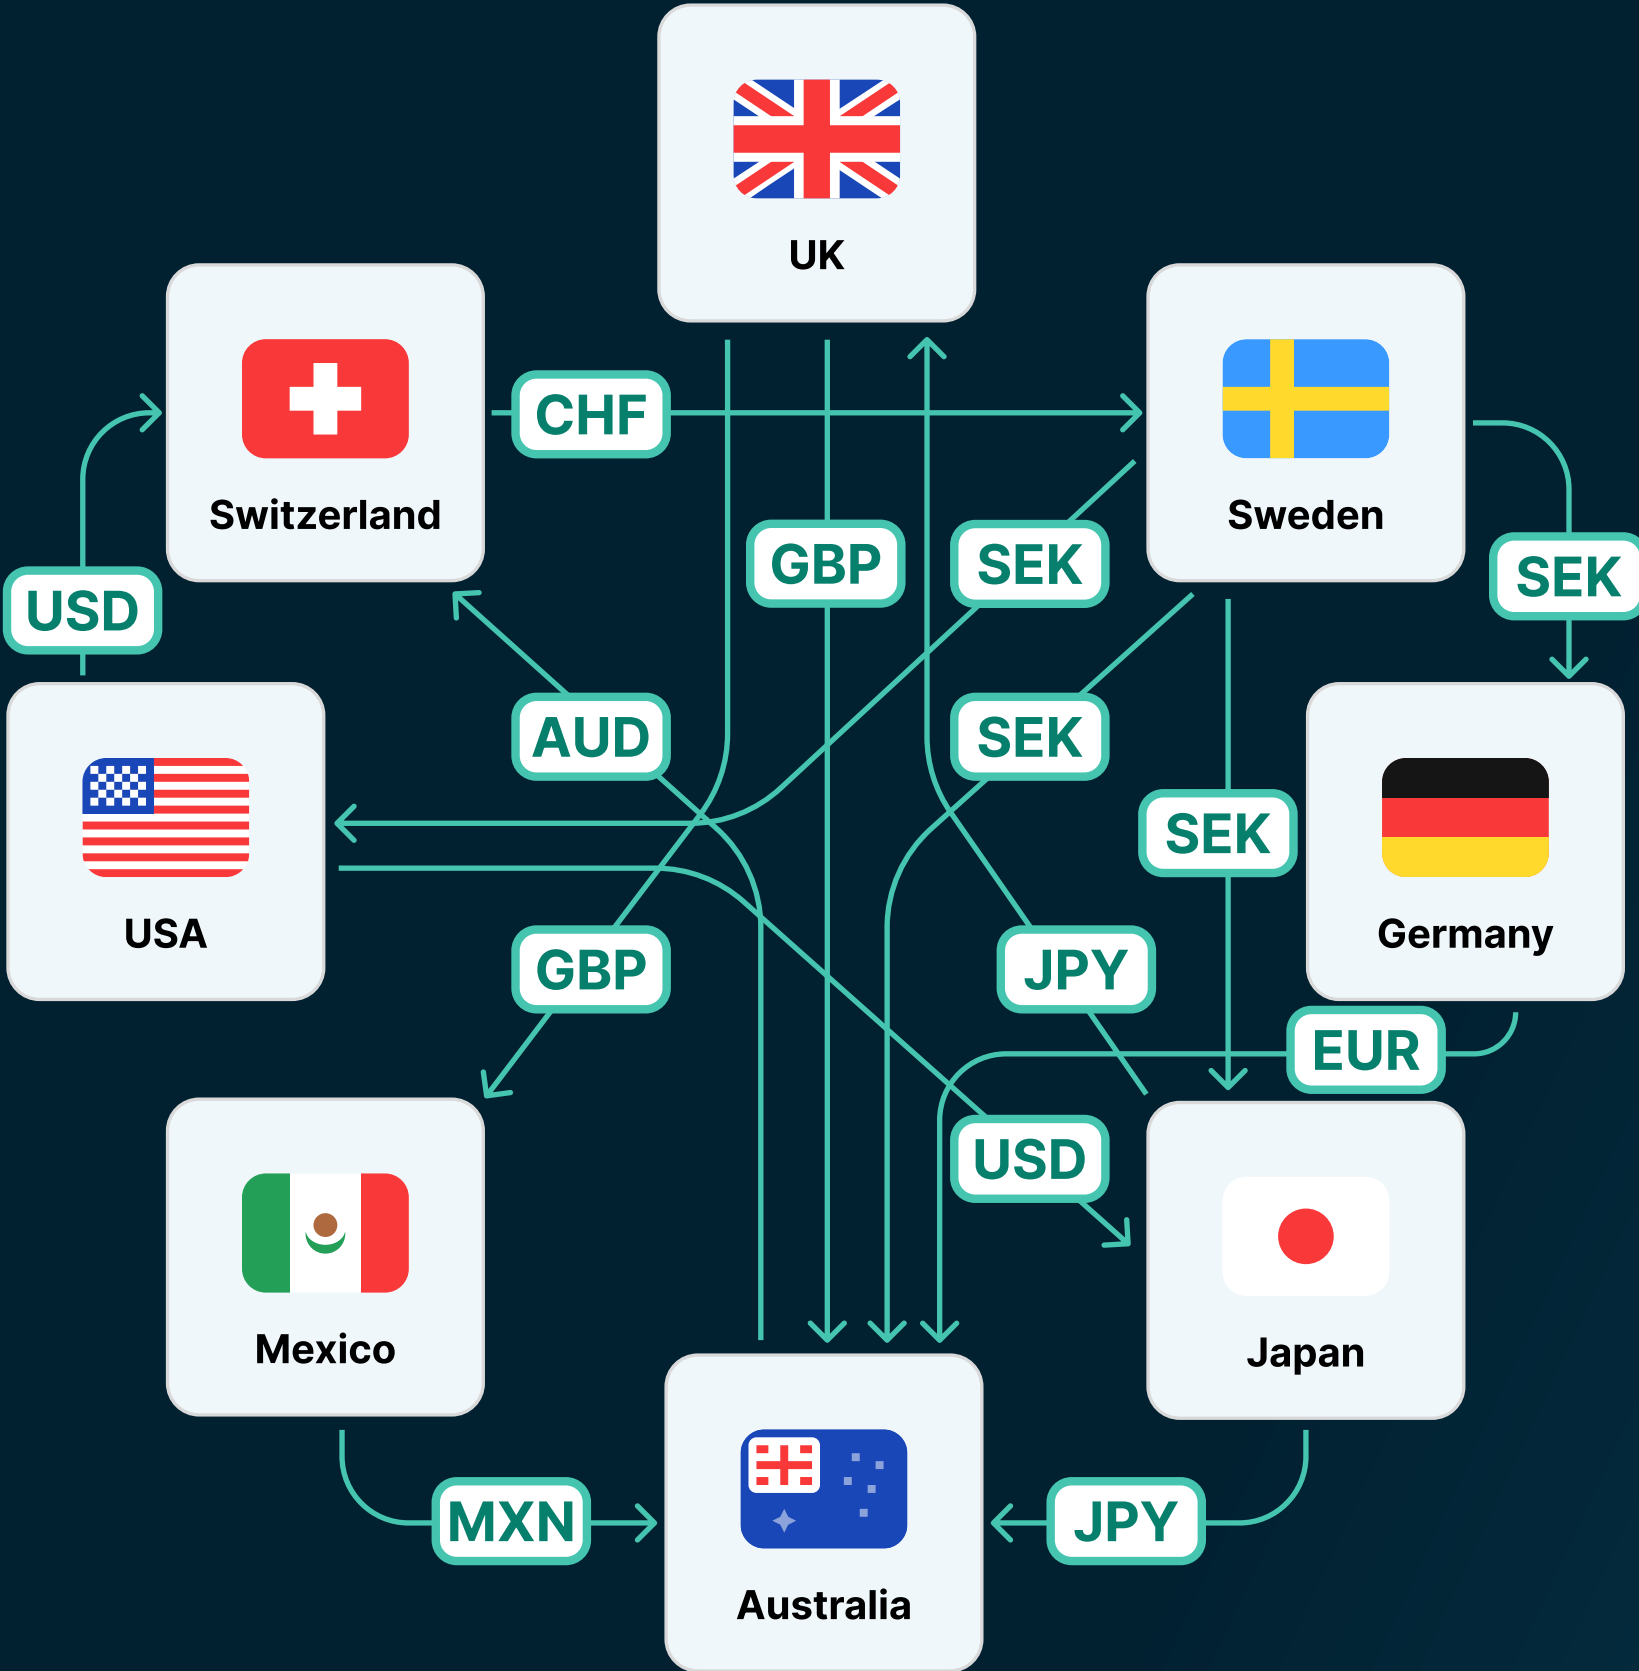 UK
Switzerland
CHF
Sweden
GBP
SEK
SEK
USD
AUD
SEK
SEK
USA
GBP
JPY
Germany
EUR
USD
Mexico
Japan
MXN
JPY
Australia